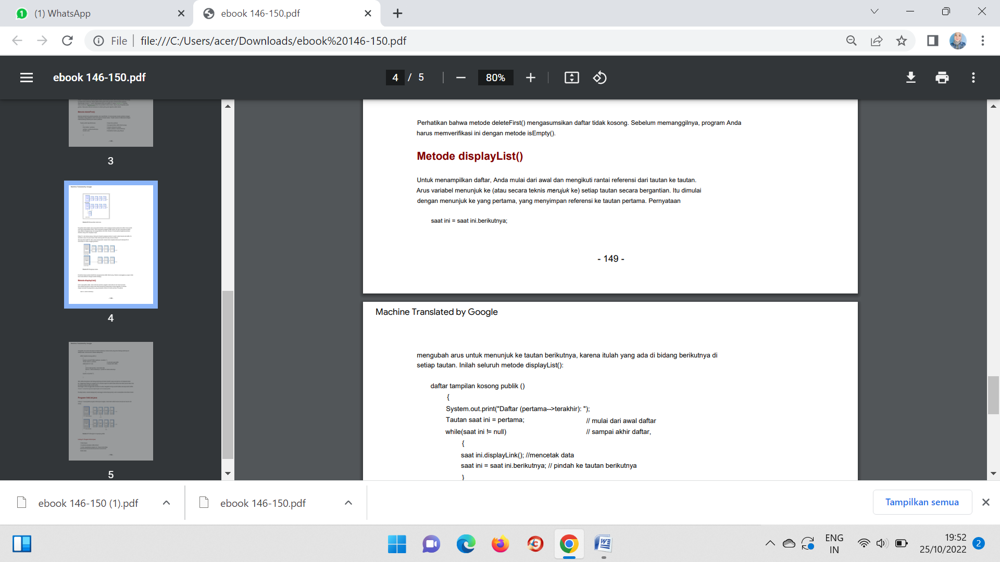 (1) WhatsApp
ebook 146-150.pdf
File
file:///C:/Users/acer/Downloads/ebook%20146-150.pdf
ebook 146-150.pdf
4 / 5
80%
3
4
5
Perhatikan bahwa metode deleteFirst() mengasumsikan daftar tidak kosong. Sebelum memanggilnya, program Anda
harus memverifikasi ini dengan metode isEmpty().
Metode displayList()
Untuk menampilkan daftar, Anda mulai dari awal dan mengikuti rantai referensi dari tautan ke tautan.
Arus variabel menunjuk ke (atau secara teknis merujuk ke) setiap tautan secara bergantian. Itu dimulai
dengan menunjuk ke yang pertama, yang menyimpan referensi ke tautan pertama. Pernyataan
saat ini = saat ini.berikutnya;
- 149 -
Machine Translated by Google
mengubah arus untuk menunjuk ke tautan berikutnya, karena itulah yang ada di bidang berikutnya di
setiap tautan. Inilah seluruh metode displayList():
daftar tampilan kosong publik ()
{
System.out.print("Daftar (pertama-->terakhir): ");
Tautan saat ini = pertama; // mulai dari awal daftar
while(saat ini != null) // sampai akhir daftar,
{
saat ini.displayLink(); //mencetak data
saat ini = saat ini.berikutnya; // pindah ke tautan berikutnya
}
ebook 146-150 (1).pdf
ebook 146-150.pdf
Tampilkan semua
ENG
IN
19:52
25/10/2022
2